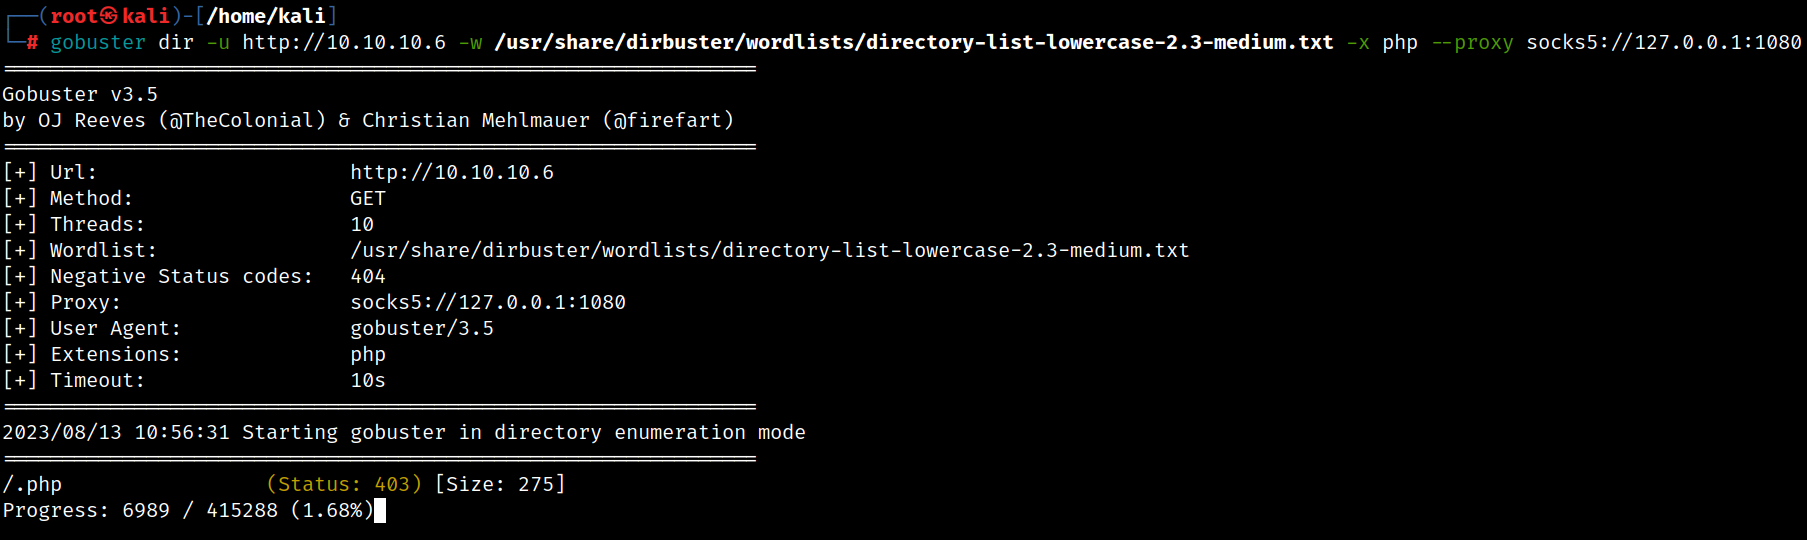 ┌──(root㉿kali)-[/home/kali]
└─# gobuster dir -u http://10.10.10.6 -w /usr/share/dirbuster/wordlists/directory-list-lowercase-2.3-medium.txt -x php --proxy socks5://127.0.0.1:1080
===============================================================
Gobuster v3.5
by OJ Reeves (@TheColonial) & Christian Mehlmauer (@firefart)
===============================================================
[+] Url:                     http://10.10.10.6
[+] Method:                  GET
[+] Threads:                 10
[+] Wordlist:                /usr/share/dirbuster/wordlists/directory-list-lowercase-2.3-medium.txt
[+] Negative Status codes:   404
[+] Proxy:                   socks5://127.0.0.1:1080
[+] User Agent:              gobuster/3.5
[+] Extensions:              php
[+] Timeout:                 10s
===============================================================
2023/08/13 10:56:31 Starting gobuster in directory enumeration mode
===============================================================
/.php                 (Status: 403) [Size: 275]
Progress: 6989 / 415288 (1.68%)